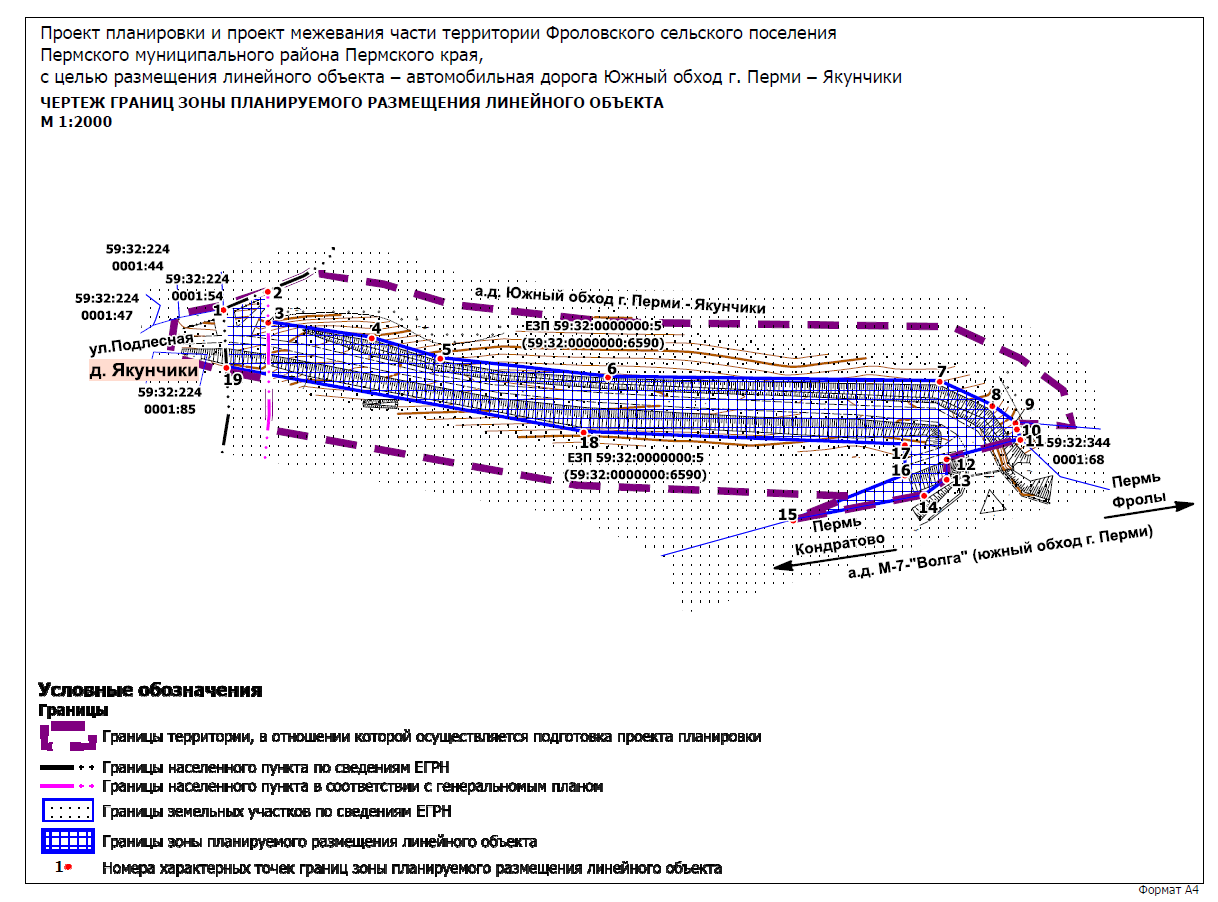 Проект планировки и проект межевания части территории Фроловского сельского поселения
Пермского муниципального района Пермского края,
с целью размещения линейного объекта – автомобильная дорога Южный обход г. Перми – Якунчики
ЧЕРТЕЖ ГРАНИЦ ЗОНЫ ПЛАНИРУЕМОГО РАЗМЕЩЕНИЯ ЛИНЕЙНОГО ОБЪЕКТА
М 1:2000
59:32:224
0001:44
59:32:224
0001:54
59:32:224
0001:47
1
2
3
4
5
6
7
8
9
10
11
12
13
14
15
16
17
18
19
а.д. Южный обход г. Перми - Якунчики
ЕЗП 59:32:0000000:5
(59:32:0000000:6590)
ул.Подлесная
д. Якунчики
59:32:224
0001:85
59:32:344
0001:68
ЕЗП 59:32:0000000:5
(59:32:0000000:6590)
Пермь
Фролы
Пермь
Кондратово
а.д. М-7-"Волга" (южный обход г. Перми)
Условные обозначения
Границы
Границы территории, в отношении которой осуществляется подготовка проекта планировки
Границы населенного пункта по сведениям ЕГРН
Границы населенного пункта в соответствии с генеральномым планом
Границы земельных участков по сведениям ЕГРН
Границы зоны планируемого размещения линейного объекта
1 Номера характерных точек границ зоны планируемого размещения линейного объекта
Формат А4